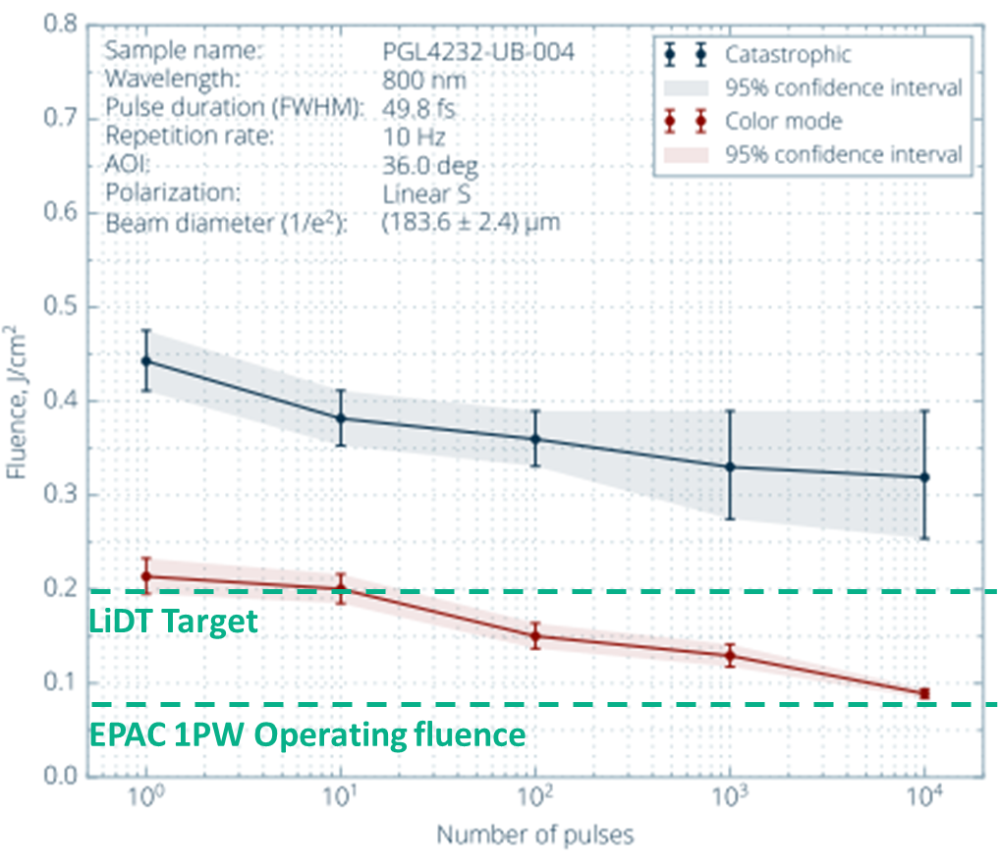 0.8
Sample name: PGL4232-UB-004
Wavelength: 800 nm
Pulse duration (FWHM): 49.8 fs
Repetition rate: 10 Hz
AOI: 36.0 deg
Polarization: Linear S
Beam diameter (1/e²): (183.6 ± 2.4) µm
Catastrophic
95% confidence interval
Color mode
95% confidence interval
0.7
0.6
0.5
0.4
0.3
0.2
0.1
0.0
Fluence, J/cm²
LiDT Target
EPAC 1PW Operating fluence
10⁰ 10¹ 10² 10³ 10⁴
Number of pulses